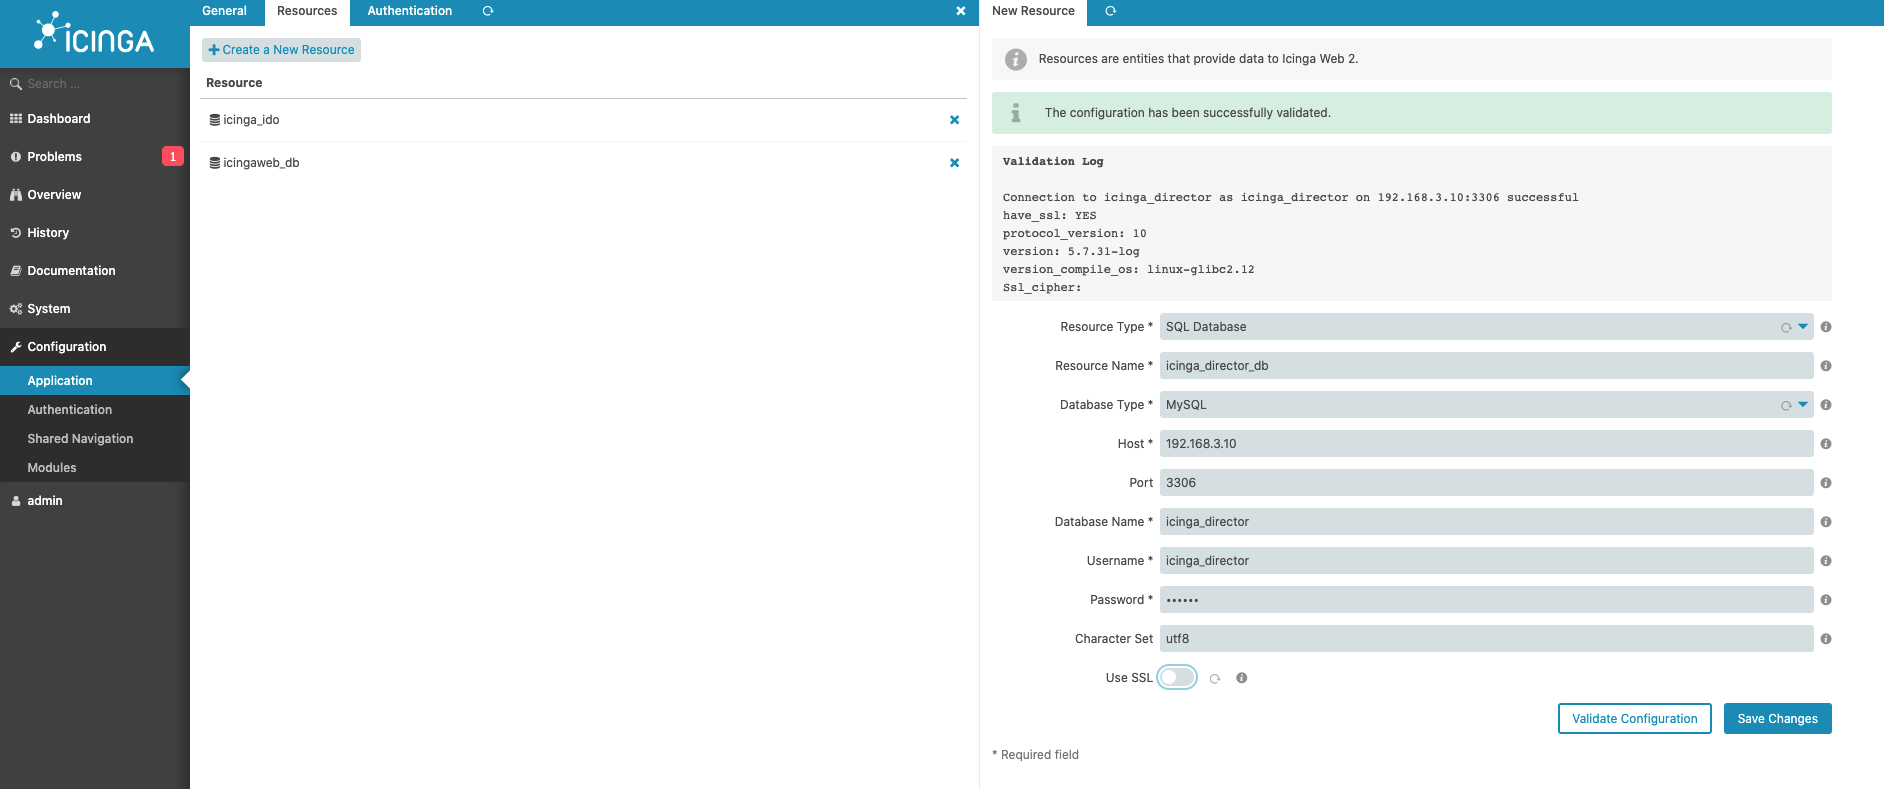 ICINGA
Search ...
Dashboard
Problems 1
Overview
History
Documentation
System
Configuration
Application
Authentication
Shared Navigation
Modules
admin
General Resources Authentication
Create a New Resource
Resource
icinga_ido
icingaweb_db
New Resource
Resources are entities that provide data to Icinga Web 2.
The configuration has been successfully validated.
Validation Log
Connection to icinga_director as icinga_director on 192.168.3.10:3306 successful
have_ssl: YES
protocol_version: 10
version: 5.7.31-log
version_compile_os: linux-glibc2.12
Ssl_cipher:
Resource Type * SQL Database
Resource Name * icinga_director_db
Database Type * MySQL
Host * 192.168.3.10
Port 3306
Database Name * icinga_director
Username * icinga_director
Password * ••••••
Character Set utf8
Use SSL
Validate Configuration Save Changes
* Required field